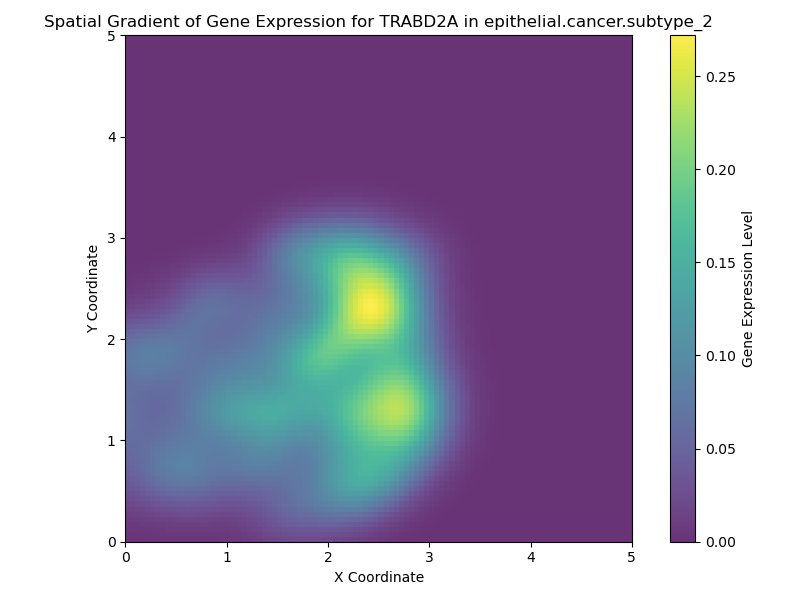 Spatial Gradient of Gene Expression for TRABD2A in epithelial.cancer.subtype_2
5
4
3
2
1
0
Y Coordinate
0 1 2 3 4 5
X Coordinate
0.25
0.20
0.15
0.10
0.05
0.00
Gene Expression Level